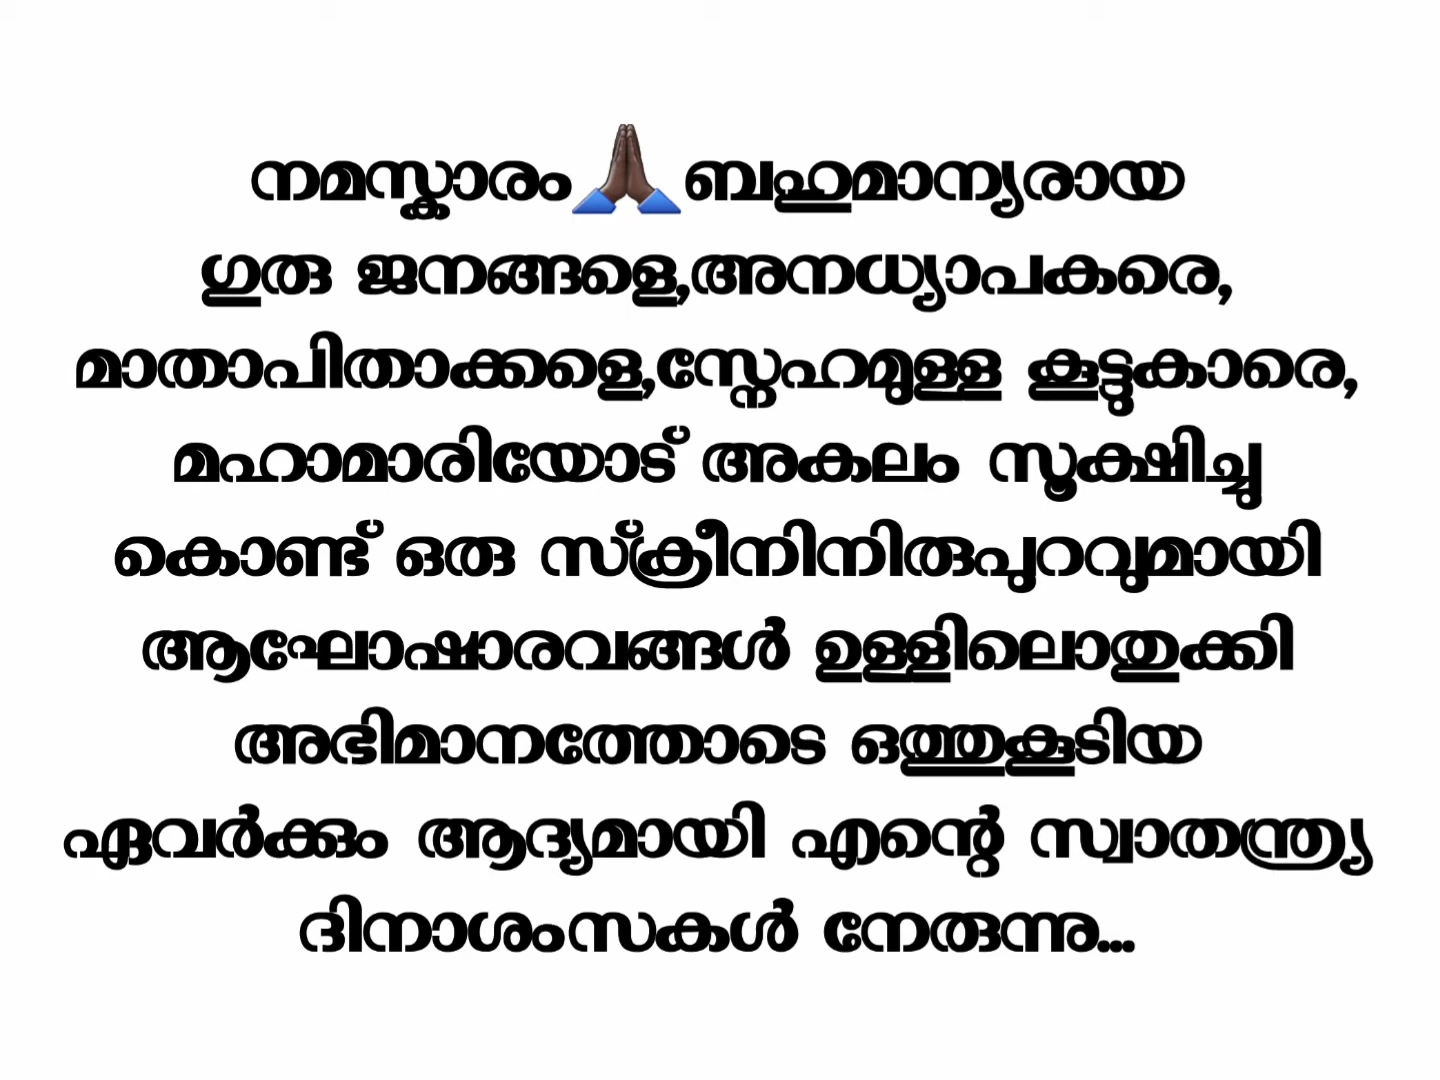 നമസ്കാരം🙏🏿ബഹുമാന്യരായ
ഗുരു ജനങ്ങളെ,അനധ്യാപകരെ,
മാതാപിതാക്കളെ,സ്നേഹമുള്ള കൂട്ടുകാരെ,
മഹാമാരിയോട് അകലം സൂക്ഷിച്ചു
കൊണ്ട് ഒരു സ്ക്രീനിനിരുപുറവുമായി
ആഘോഷാരവങ്ങൾ ഉള്ളിലൊതുക്കി
അഭിമാനത്തോടെ ഒത്തുകൂടിയ
ഏവർക്കും ആദ്യമായി എന്റെ സ്വാതന്ത്ര്യ
ദിനാശംസകൾ നേരുന്നു...